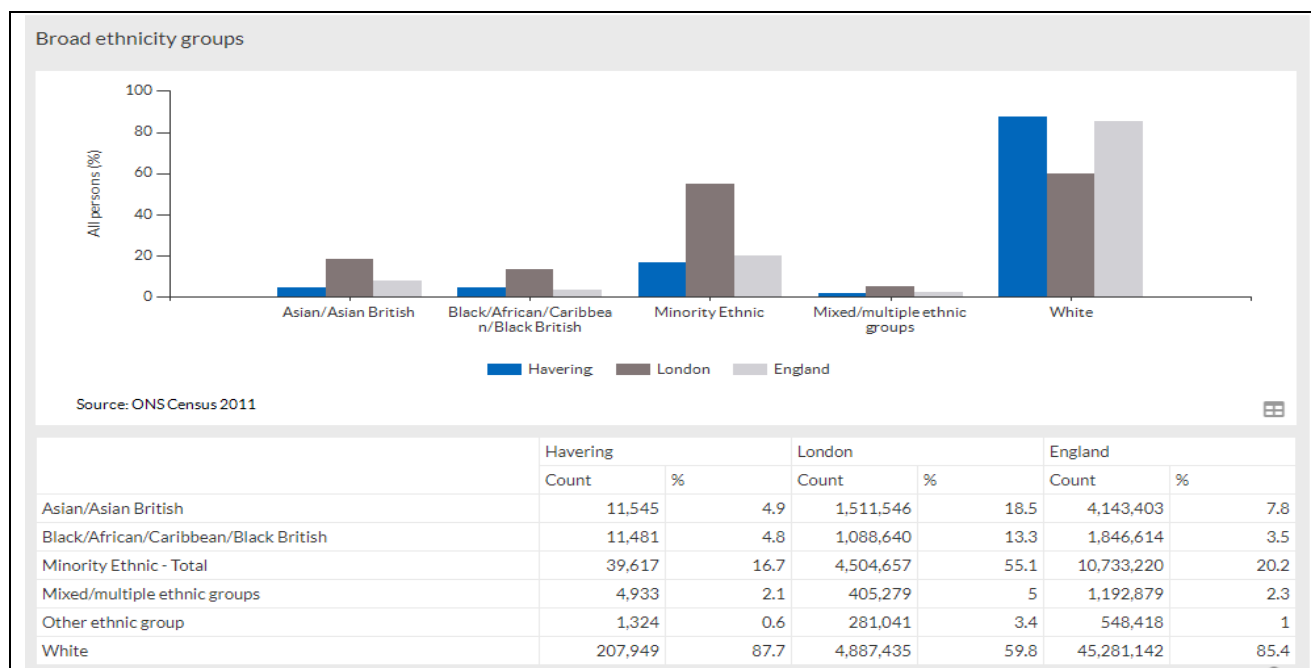 Broad ethnicity groups
100
80
60
40
20
0
All persons (%)
Asian/Asian British
Black/African/Caribbea
n/Black British
Minority Ethnic
Mixed/multiple ethnic
groups
White
Havering London England
Source: ONS Census 2011
Havering London England
Count % Count % Count %
Asian/Asian British 11,545 4.9 1,511,546 18.5 4,143,403 7.8
Black/African/Caribbean/Black British 11,481 4.8 1,088,640 13.3 1,846,614 3.5
Minority Ethnic - Total 39,617 16.7 4,504,657 55.1 10,733,220 20.2
Mixed/multiple ethnic groups 4,933 2.1 405,279 5 1,192,879 2.3
Other ethnic group 1,324 0.6 281,041 3.4 548,418 1
White 207,949 87.7 4,887,435 59.8 45,281,142 85.4